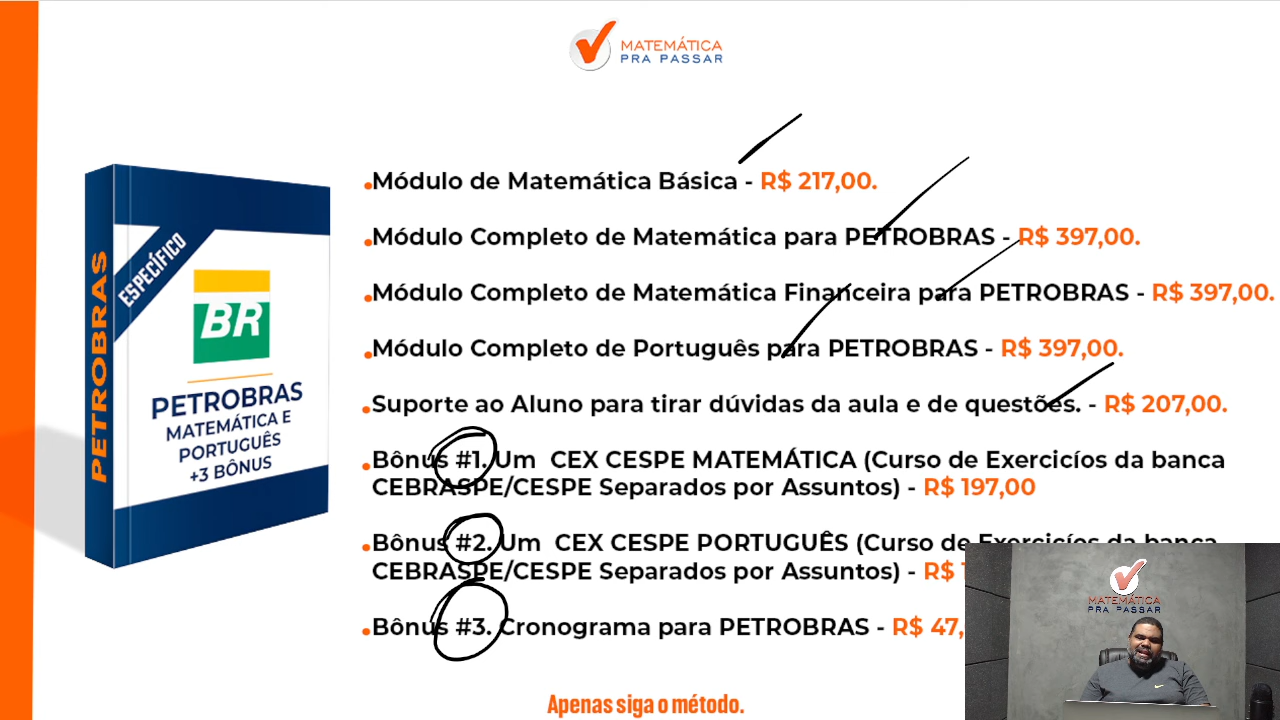 MATEMÁTICA
PRA PASSAR
•Módulo de Matemática Básica - R$ 217,00.
•Módulo Completo de Matemática para PETROBRAS - R$ 397,00.
•Módulo Completo de Matemática Financeira para PETROBRAS - R$ 397,00.
•Módulo Completo de Português para PETROBRAS - R$ 397,00.
•Suporte ao Aluno para tirar dúvidas da aula e de questões. - R$ 207,00.
•Bônus #1. Um CEX CESPE MATEMÁTICA (Curso de Exercicíos da banca
CEBRASPE/CESPE Separados por Assuntos) - R$ 197,00
•Bônus #2. Um CEX CESPE PORTUGUÊS (Curso de Exercicíos da banca
CEBRASPE/CESPE Separados por Assuntos) - R$
•Bônus #3. Cronograma para PETROBRAS - R$ 47,
Apenas siga o método.
PETROBRAS
ESPECÍFICO
BR
PETROBRAS
MATEMÁTICA E
PORTUGUÊS
+3 BÔNUS
MATEMÁTICA
PRA PASSAR